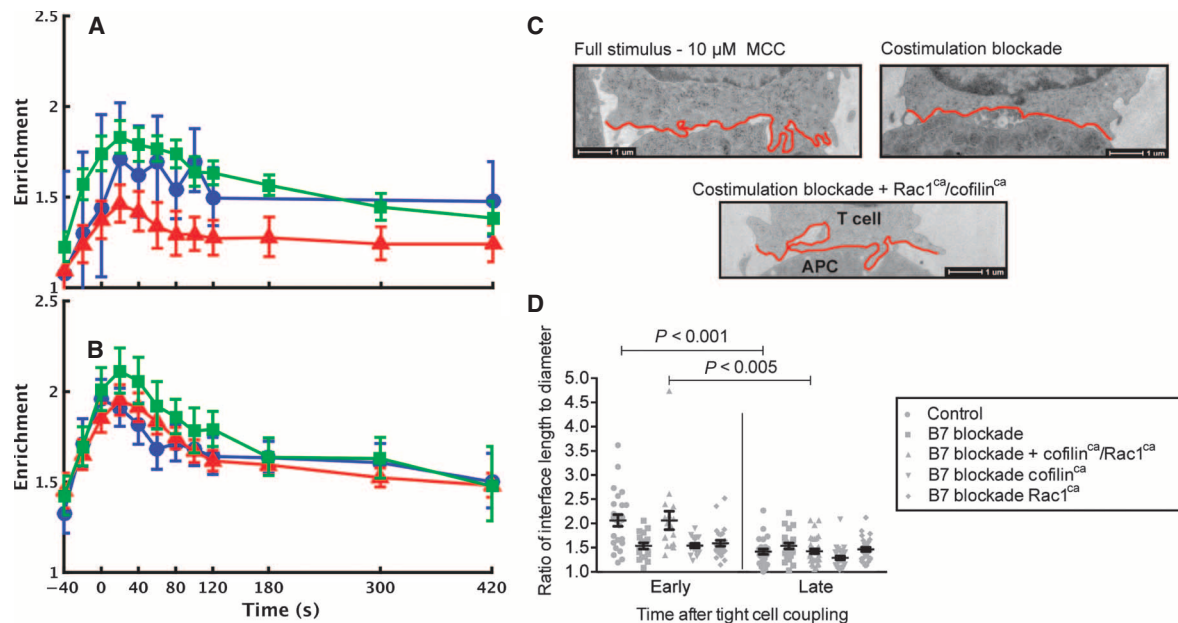 A
2.5
2
1.5
1
Enrichment
B
2.5
2
1.5
1
Enrichment
−40
0
40
80
120
180
300
420
Time (s)
C
Full stimulus - 10 µM MCC
1 um
Costimulation blockade
1 um
Costimulation blockade + Rac1ca/cofilinca
T cell
APC
1 um
D
P < 0.001
P < 0.005
5.0
4.5
4.0
3.5
3.0
2.5
2.0
1.5
1.0
Ratio of interface length to diameter
Early
Late
Time after tight cell coupling
Control
B7 blockade
B7 blockade + cofilinca/Rac1ca
B7 blockade cofilinca
B7 blockade Rac1ca